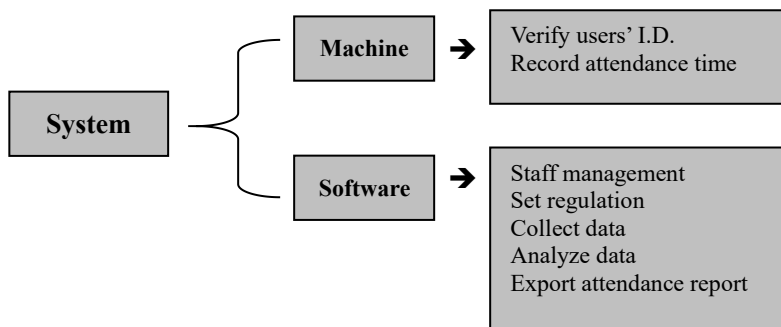 System
Machine
Verify users’ I.D.
Record attendance time
Software
Staff management
Set regulation
Collect data
Analyze data
Export attendance report